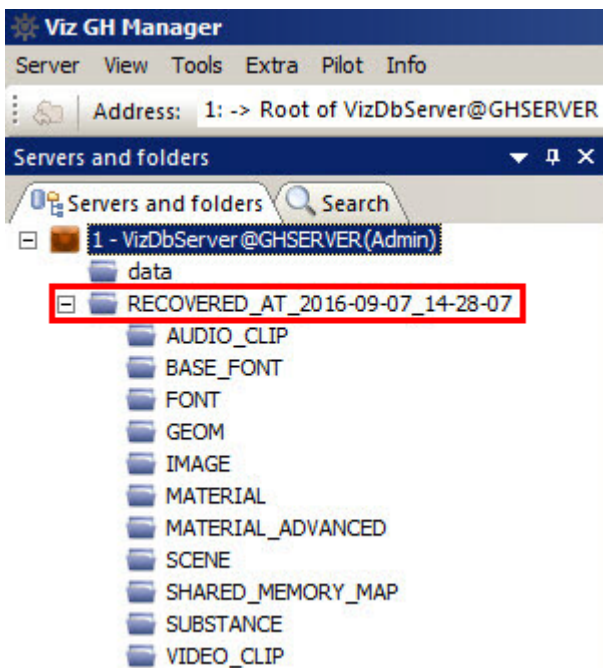 Viz GH Manager
Server View Tools Extra Pilot Info
Address: 1: -> Root of VizDbServer@GHSERVER
Servers and folders
Servers and folders Search
1 - VizDbServer@GHSERVER(Admin)
data
RECOVERED_AT_2016-09-07_14-28-07
AUDIO_CLIP
BASE_FONT
FONT
GEOM
IMAGE
MATERIAL
MATERIAL_ADVANCED
SCENE
SHARED_MEMORY_MAP
SUBSTANCE
VIDEO_CLIP